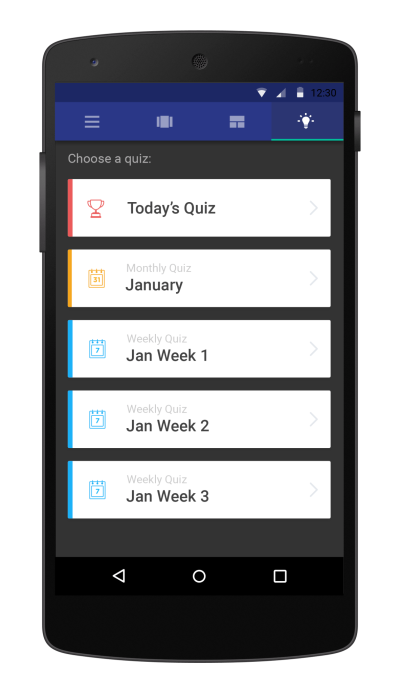 12:30
Choose a quiz:
Today's Quiz
31
Monthly Quiz
January
7
Weekly Quiz
Jan Week 1
7
Weekly Quiz
Jan Week 2
7
Weekly Quiz
Jan Week 3